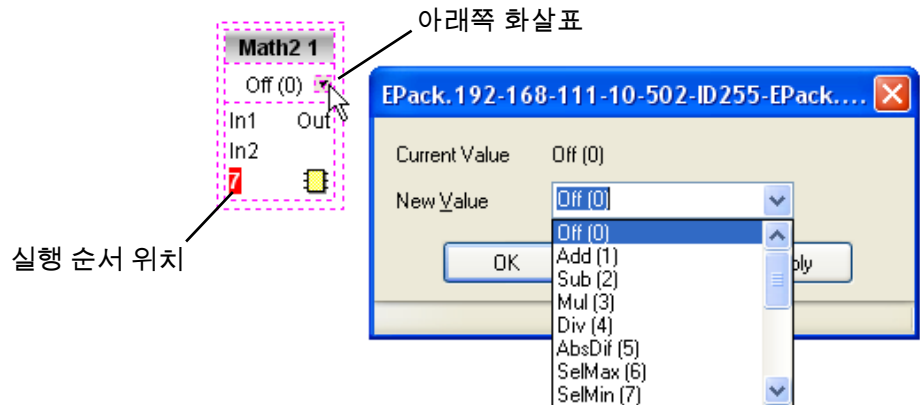 아래쪽 화살표
Math2 1
Off (0)
In1 Out
In2
7
실행 순서 위치
EPack.192-168-111-10-502-ID255-EPack....
Current Value Off (0)
New Value Off (0)
Off (0)
Add (1)
Sub (2)
Mul (3)
Div (4)
AbsDif (5)
SelMax (6)
SelMin (7)
OK